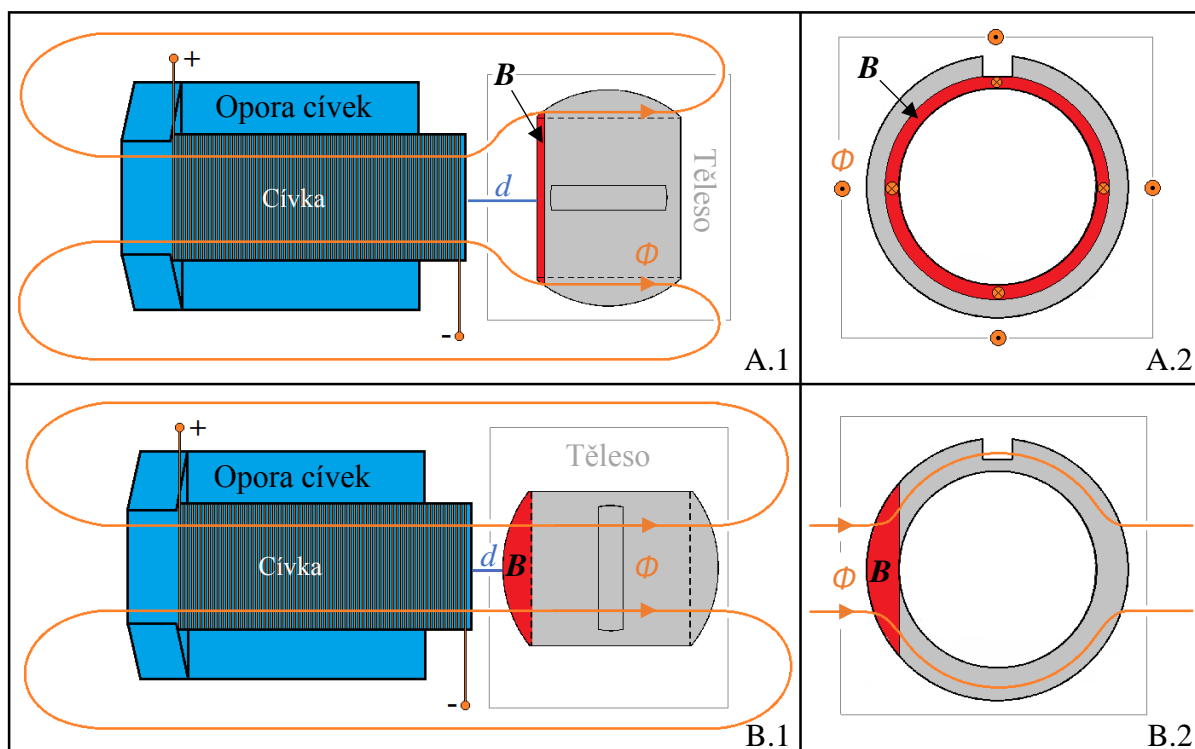 +
B
Opora cívek
Cívka
d
Těleso
Φ
-
A.1
B
Φ
A.2
+
Těleso
Opora cívek
Cívka
d
B
Φ
-
B.1
Φ
B
B.2